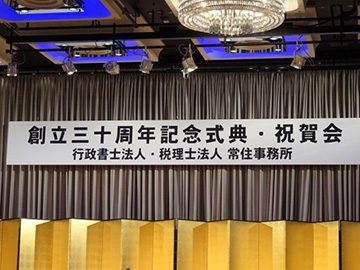 創立三十周年記念式典・祝賀会
行政書士法人・税理士法人 常住事務所